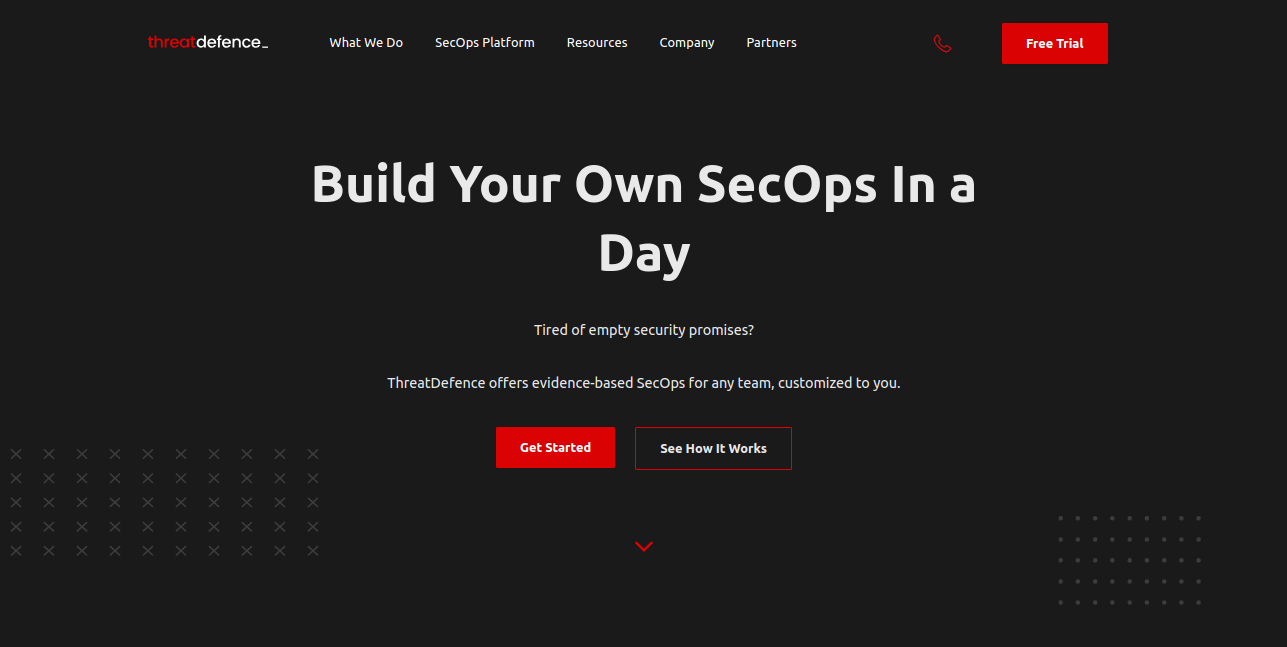 threatdefence_
What We Do
SecOps Platform
Resources
Company
Partners
Free Trial
Build Your Own SecOps In a
Day
Tired of empty security promises?
ThreatDefence offers evidence-based SecOps for any team, customized to you.
Get Started
See How It Works